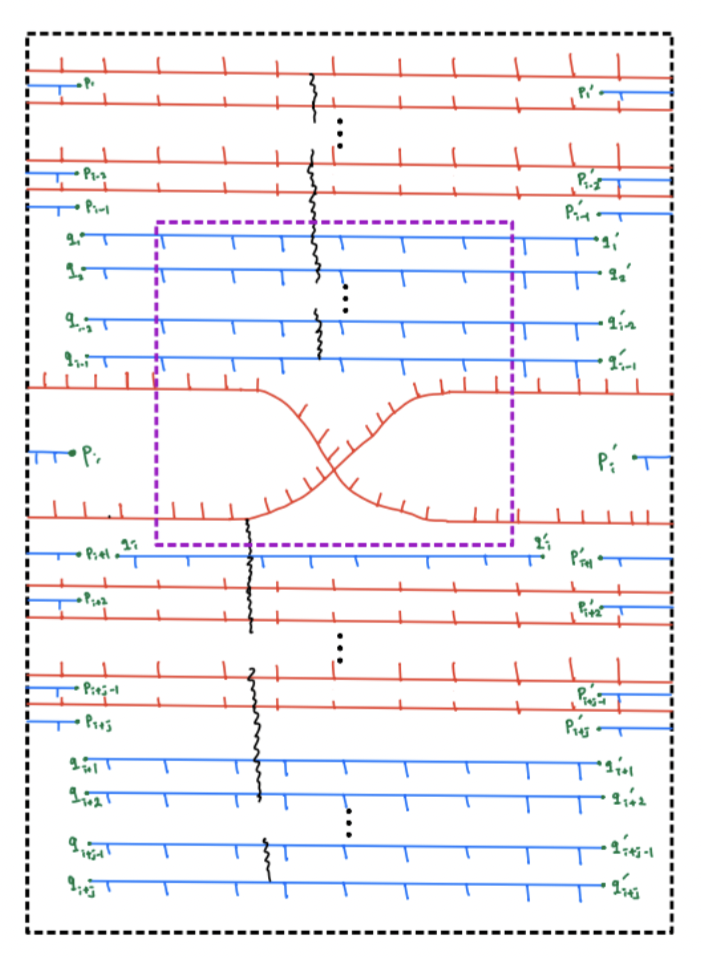 P₁ P₁'
P_{i-2} P'_{i-2}
P_{i-1} P'_{i-1}
q₁ q₁'
q₂ q₂'
q_{i-2} q'_{i-2}
q_{i-1} q'_{i-1}
P_i P_i'
P_{i+1} q_i q_i' P'_{i+1}
P_{i+2} P'_{i+2}
P_{i+j-1} P'_{i+j-1}
P_{i+j} P'_{i+j}
q_{i+1} q'_{i+1}
q_{i+2} q'_{i+2}
q_{i+j-1} q'_{i+j-1}
q_{i+j} q'_{i+j}